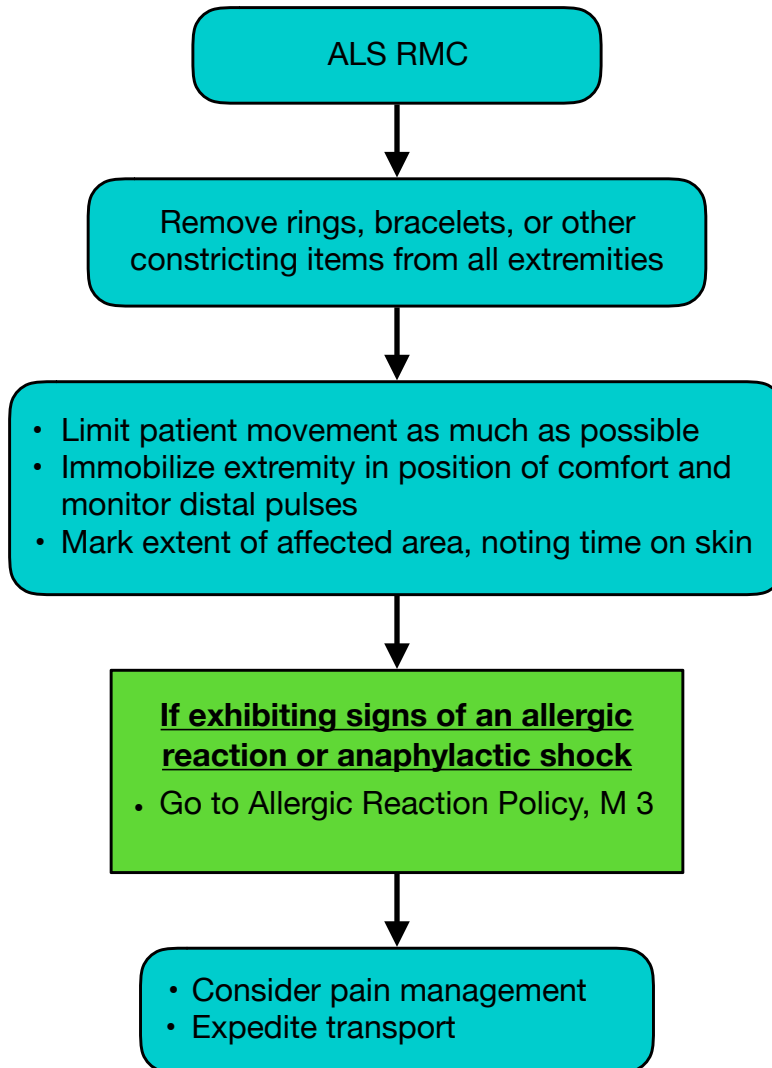 ALS RMC
Remove rings, bracelets, or other
constricting items from all extremities
• Limit patient movement as much as possible
• Immobilize extremity in position of comfort and
monitor distal pulses
• Mark extent of affected area, noting time on skin
If exhibiting signs of an allergic
reaction or anaphylactic shock
• Go to Allergic Reaction Policy, M 3
• Consider pain management
• Expedite transport